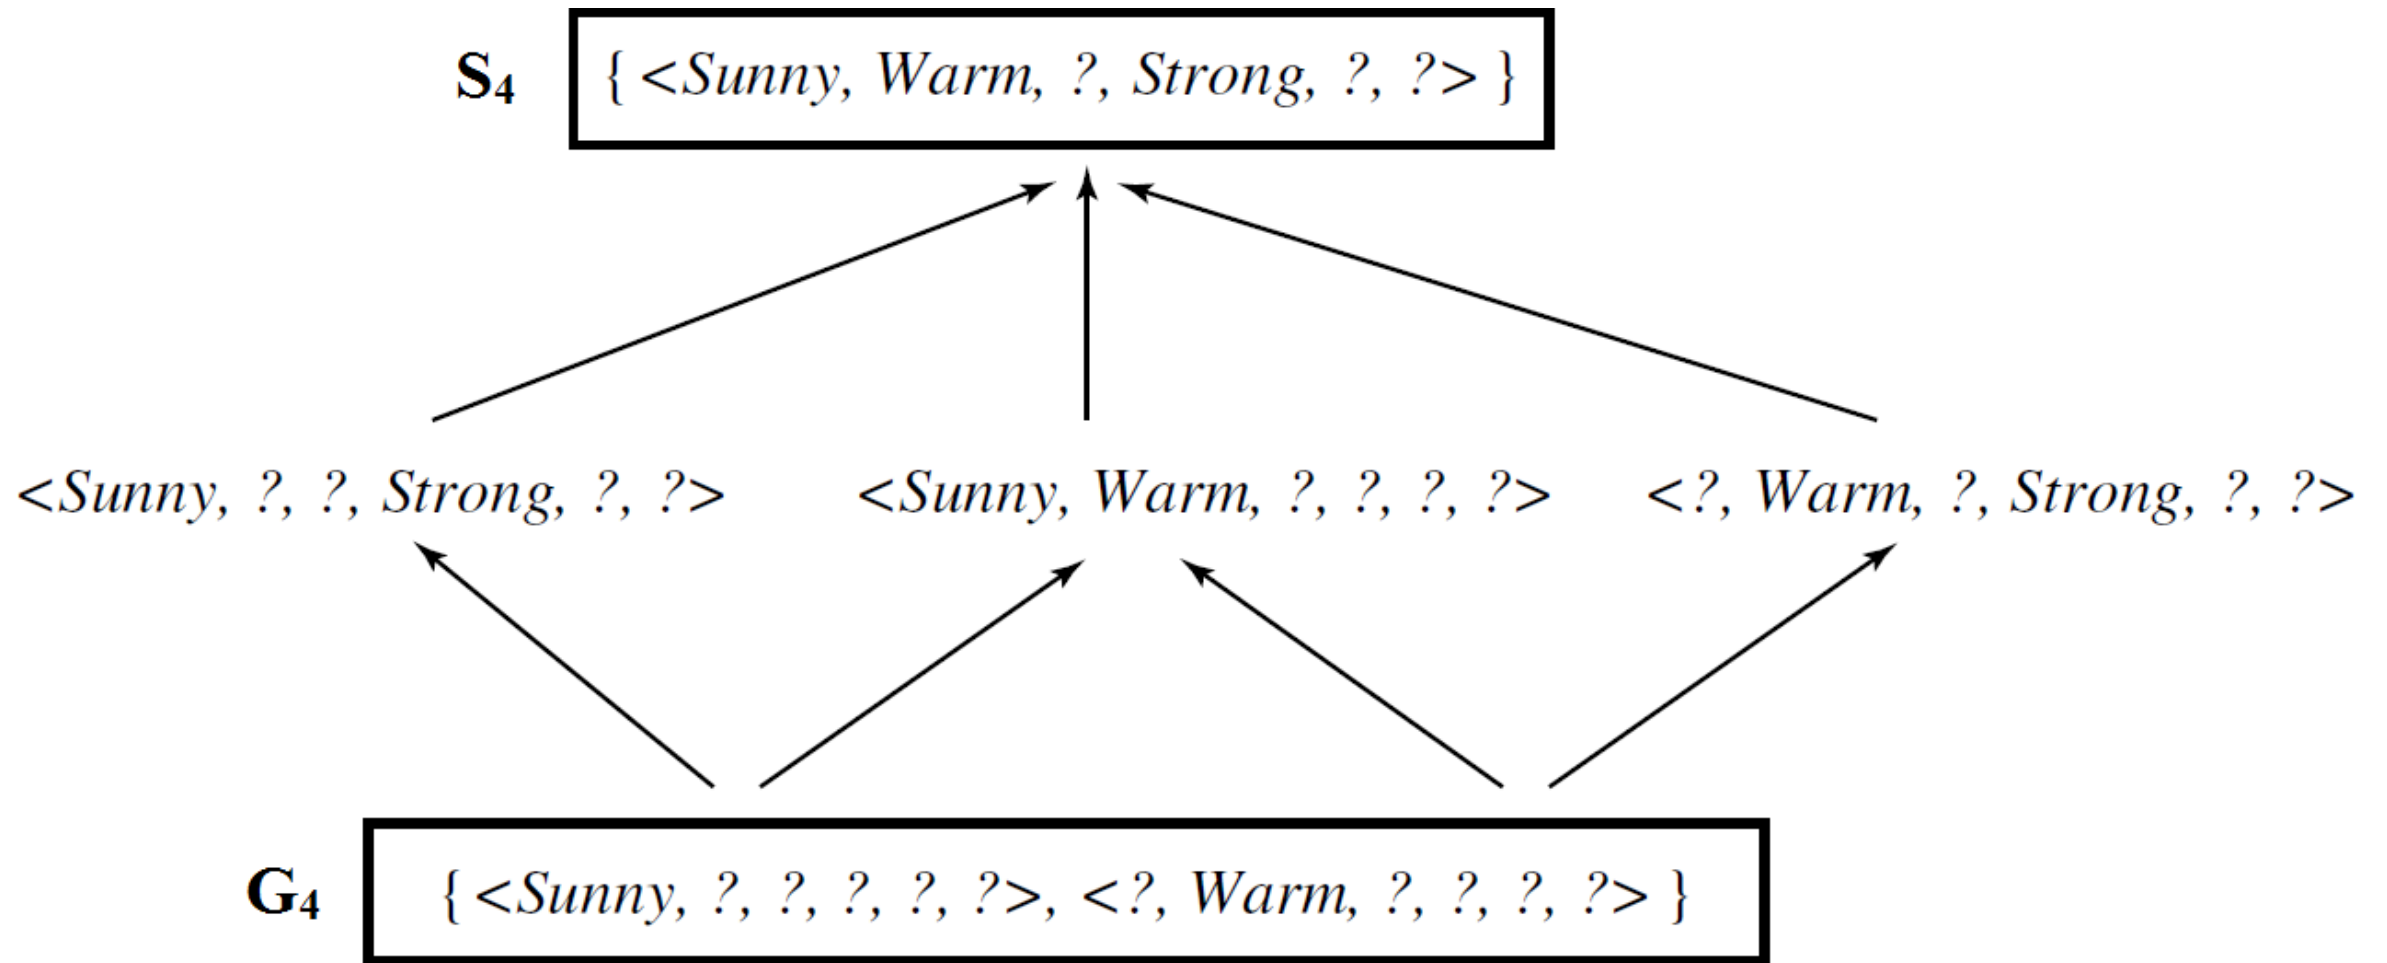 S4 { <Sunny, Warm, ?, Strong, ?, ?> }
<Sunny, ?, ?, Strong, ?, ?> <Sunny, Warm, ?, ?, ?, ?> <?, Warm, ?, Strong, ?, ?>
G4 { <Sunny, ?, ?, ?, ?, ?>, <?, Warm, ?, ?, ?, ?> }